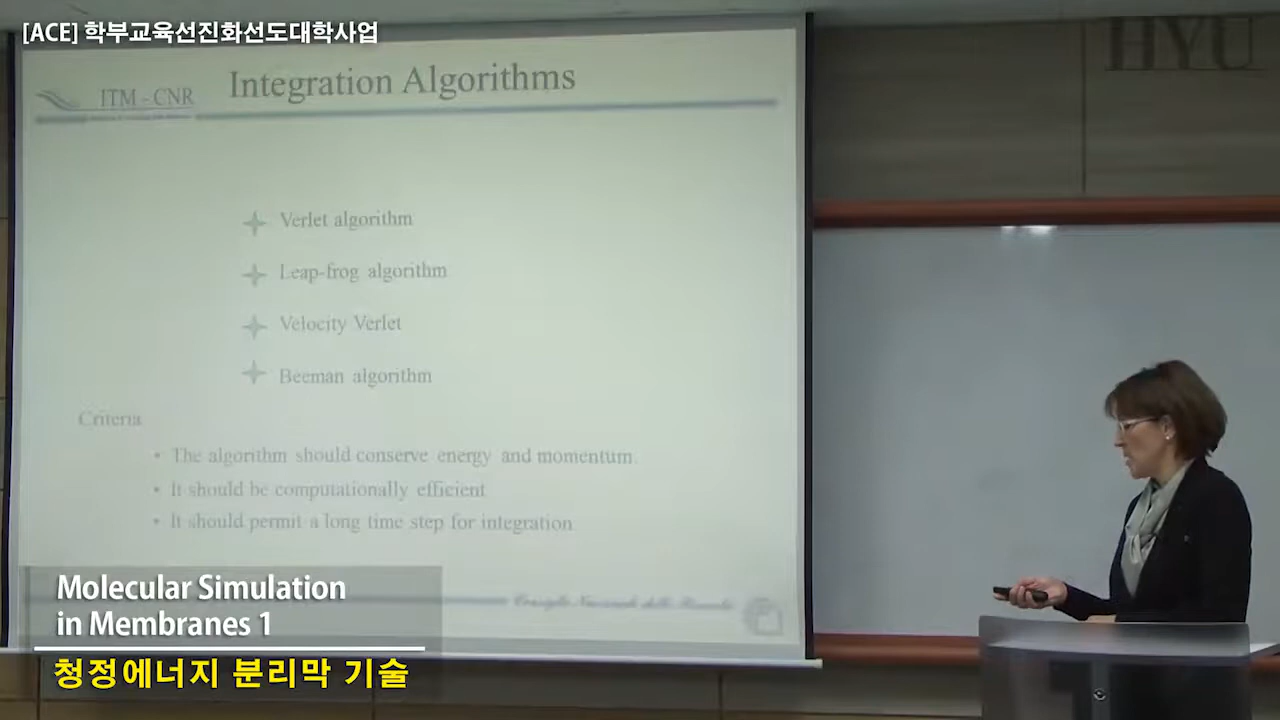 [ACE] 학부교육선진화선도대학사업
HYU
ITM - CNR
Integration Algorithms
Verlet algorithm
Leap-frog algorithm
Velocity Verlet
Beeman algorithm
Criteria
• The algorithm should conserve energy and momentum.
• It should be computationally efficient
• It should permit a long time step for integration
Molecular Simulation
in Membranes 1
청정에너지 분리막 기술